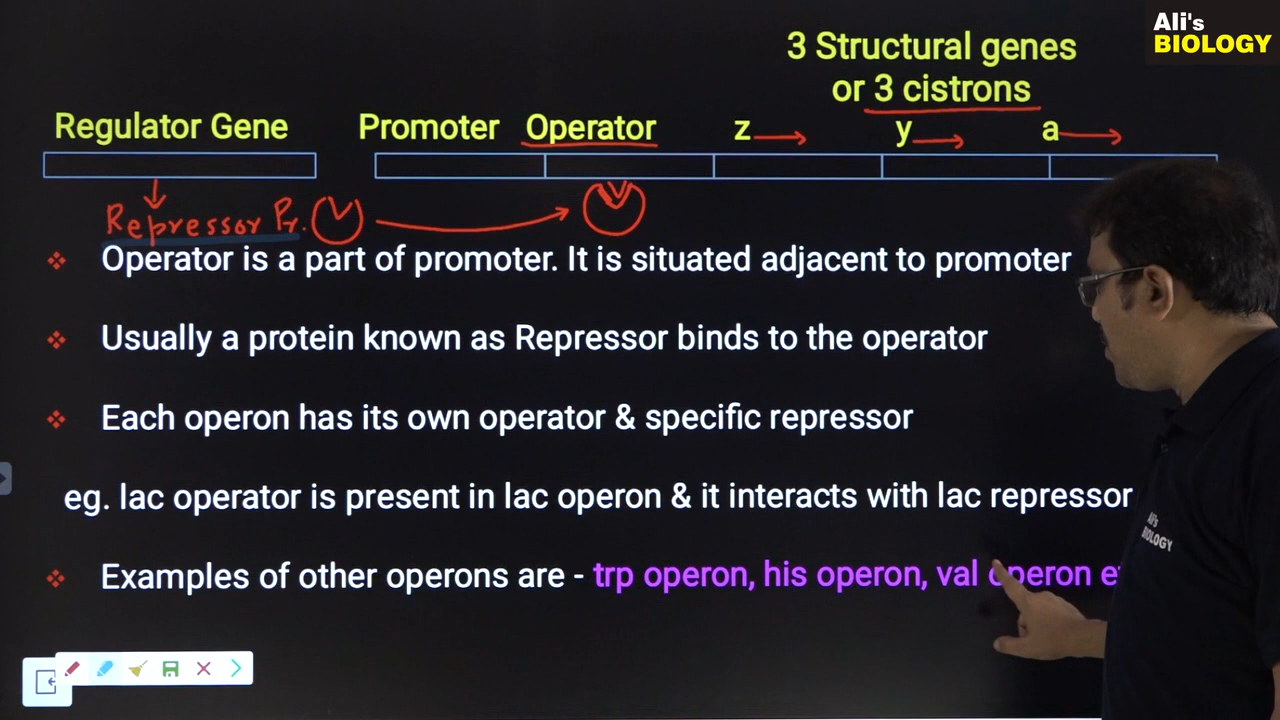 Ali's
BIOLOGY
3 Structural genes
or 3 cistrons
Regulator Gene Promoter Operator z y a
Repressor Pr.
Operator is a part of promoter. It is situated adjacent to promoter
Usually a protein known as Repressor binds to the operator
Each operon has its own operator & specific repressor
eg. lac operator is present in lac operon & it interacts with lac repressor
Examples of other operons are - trp operon, his operon, val operon
Ali's
BIOLOGY